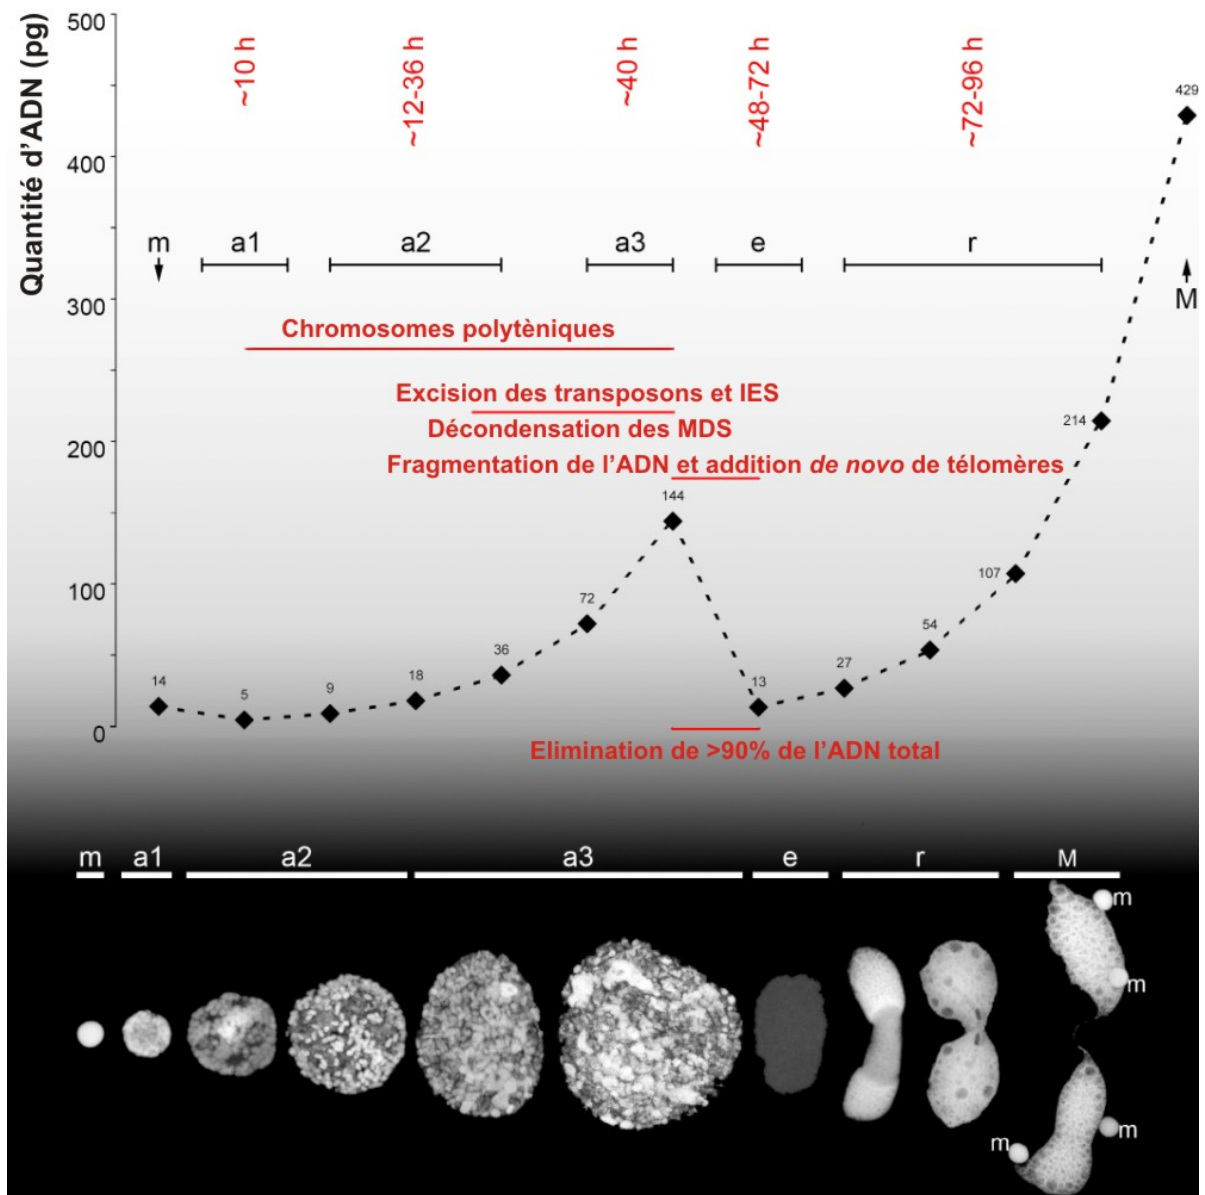 Quantité d’ADN (pg)
500
400
300
200
100
0
~10 h
~12-36 h
~40 h
~48-72 h
~72-96 h
m
a1
a2
a3
e
r
M
Chromosomes polytèniques
Excision des transposons et IES
Décondensation des MDS
Fragmentation de l’ADN et addition de novo de télomères
14
5
9
18
36
72
144
13
27
54
107
214
429
Elimination de >90% de l’ADN total
m
a1
a2
a3
e
r
M
m
m
m
m